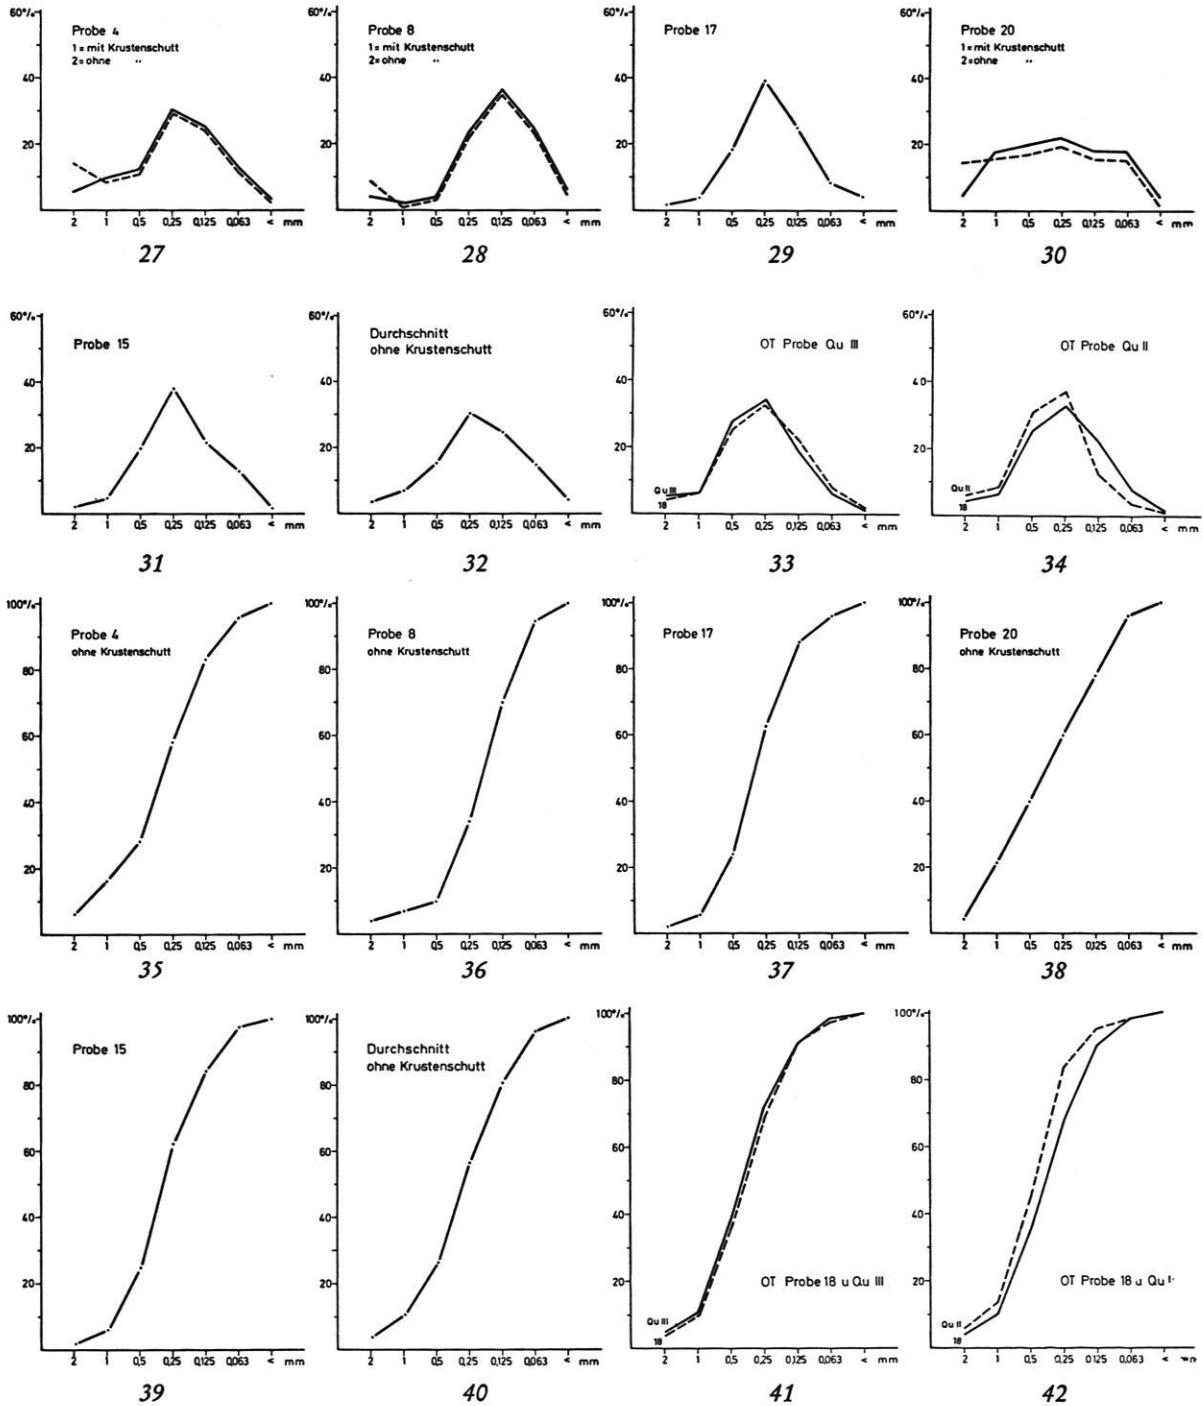 60%
40
20
Probe 4
1= mit Krustenschutt
2= ohne "
2 1 0,5 0,25 0,125 0,063 < mm
27
60%
40
20
Probe 8
1= mit Krustenschutt
2= ohne "
2 1 0,5 0,25 0,125 0,063 < mm
28
60%
40
20
Probe 17
2 1 0,5 0,25 0,125 0,063 < mm
29
60%
40
20
Probe 20
1= mit Krustenschutt
2= ohne "
2 1 0,5 0,25 0,125 0,063 < mm
30
60%
40
20
Probe 15
2 1 0,5 0,25 0,125 0,063 < mm
31
60%
40
20
Durchschnitt
ohne Krustenschutt
2 1 0,5 0,25 0,125 0,063 < mm
32
60%
40
20
OT Probe Qu III
Qu III
18
2 1 0,5 0,25 0,125 0,063 < mm
33
60%
40
20
OT Probe Qu II
Qu II
18
2 1 0,5 0,25 0,125 0,063 < mm
34
100%
80
60
40
20
Probe 4
ohne Krustenschutt
2 1 0,5 0,25 0,125 0,063 < mm
35
100%
80
60
40
20
Probe 8
ohne Krustenschutt
2 1 0,5 0,25 0,125 0,063 < mm
36
100%
80
60
40
20
Probe 17
2 1 0,5 0,25 0,125 0,063 < mm
37
100%
80
60
40
20
Probe 20
ohne Krustenschutt
2 1 0,5 0,25 0,125 0,063 < mm
38
100%
80
60
40
20
Probe 15
2 1 0,5 0,25 0,125 0,063 < mm
39
100%
80
60
40
20
Durchschnitt
ohne Krustenschutt
2 1 0,5 0,25 0,125 0,063 < mm
40
100%
80
60
40
20
OT Probe 18 u Qu III
Qu III
18
2 1 0,5 0,25 0,125 0,063 < mm
41
100%
80
60
40
20
OT Probe 18 u Qu
Qu II
18
2 1 0,5 0,25 0,125 0,063 <
42